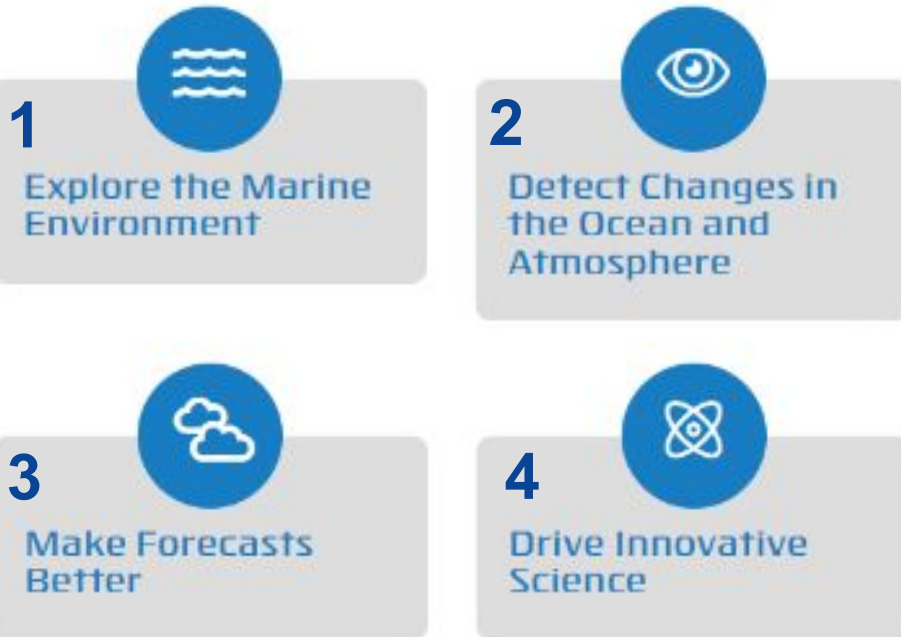 1
Explore the Marine
Environment
2
Detect Changes in
the Ocean and
Atmosphere
3
Make Forecasts
Better
4
Drive Innovative
Science